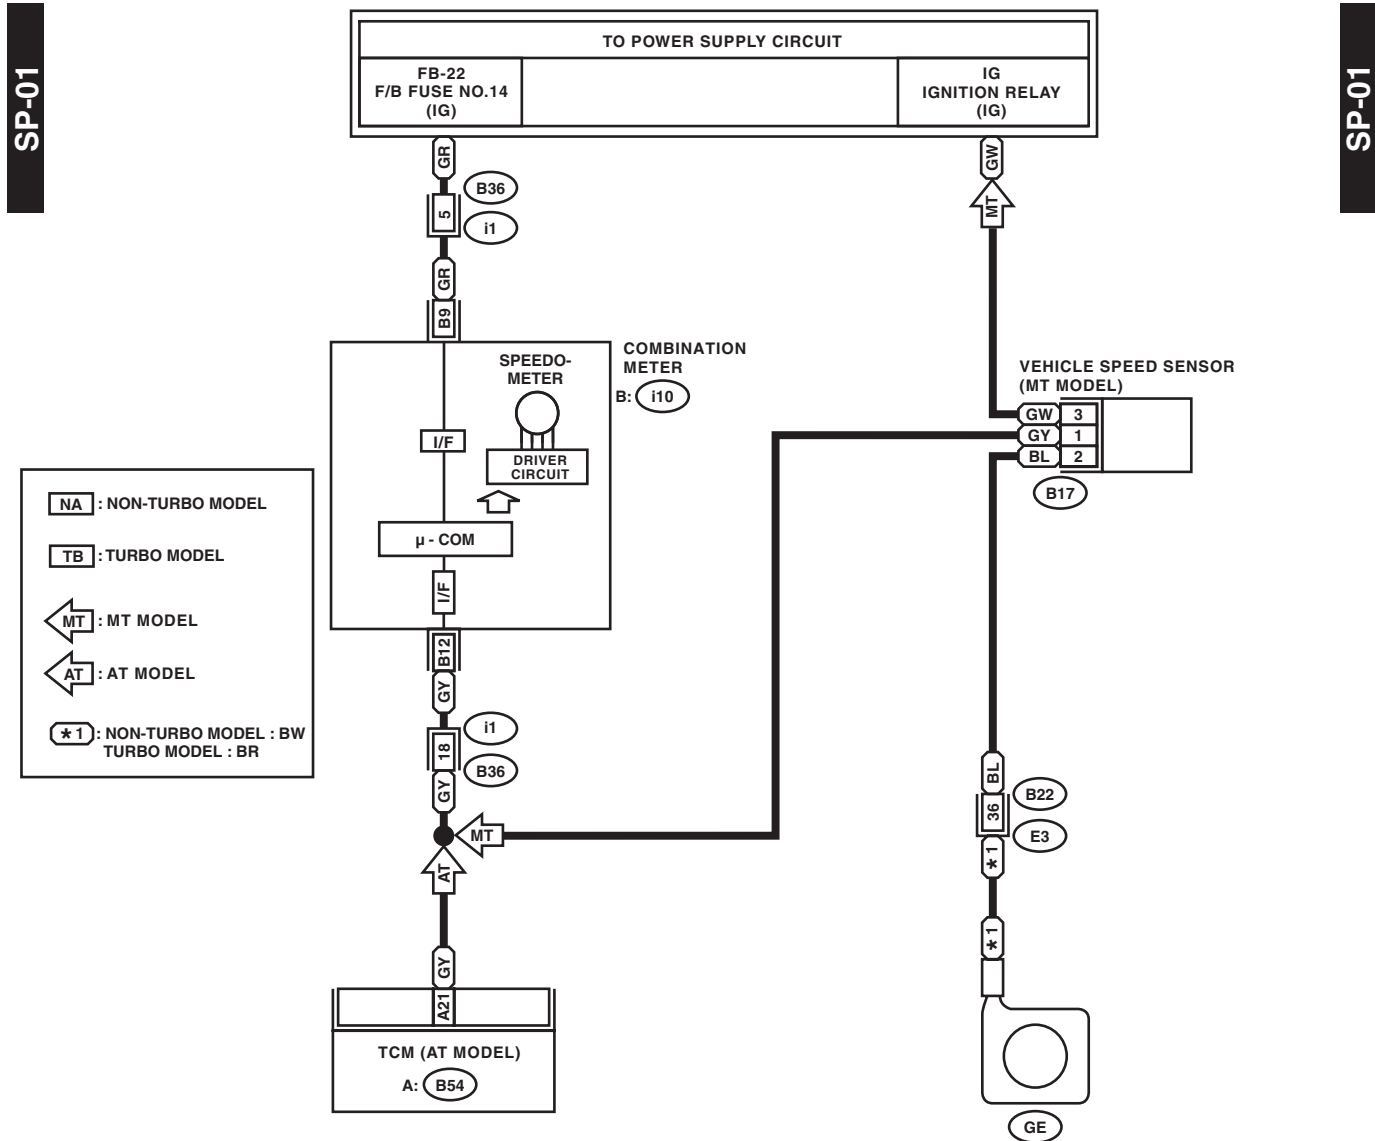 SP-01
SP-01
TO POWER SUPPLY CIRCUIT
FB-22
F/B FUSE NO.14
(IG)
IG
IGNITION RELAY
(IG)
GR
GW
5
B36
i1
MT
GR
B9
SPEEDO-
METER
COMBINATION
METER
B: i10
VEHICLE SPEED SENSOR
(MT MODEL)
I/F
DRIVER
CIRCUIT
GW 3
GY 1
BL 2
B17
µ - COM
I/F
NA : NON-TURBO MODEL
TB : TURBO MODEL
MT : MT MODEL
AT : AT MODEL
*1 : NON-TURBO MODEL : BW
TURBO MODEL : BR
B12
GY
18
i1
B36
GY
MT
AT
BL
36
B22
E3
*1
*1
GY
A21
TCM (AT MODEL)
A: B54
GE